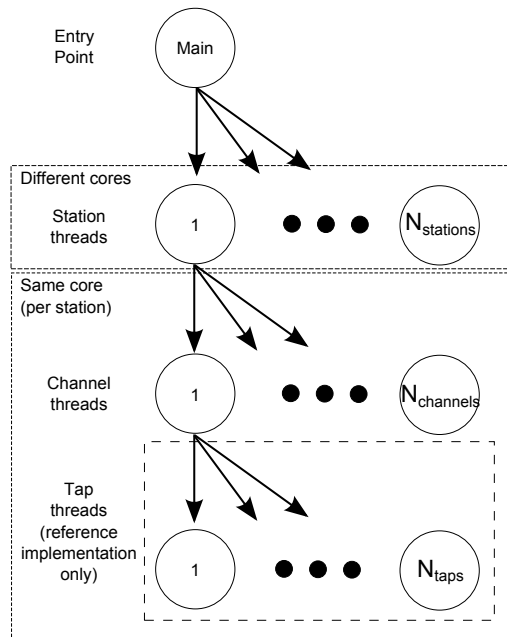 Entry
Point
Main
Different cores
Station
threads
1
Nstations
Same core
(per station)
Channel
threads
1
Nchannels
Tap
threads
(reference
implementation
only)
1
Ntaps